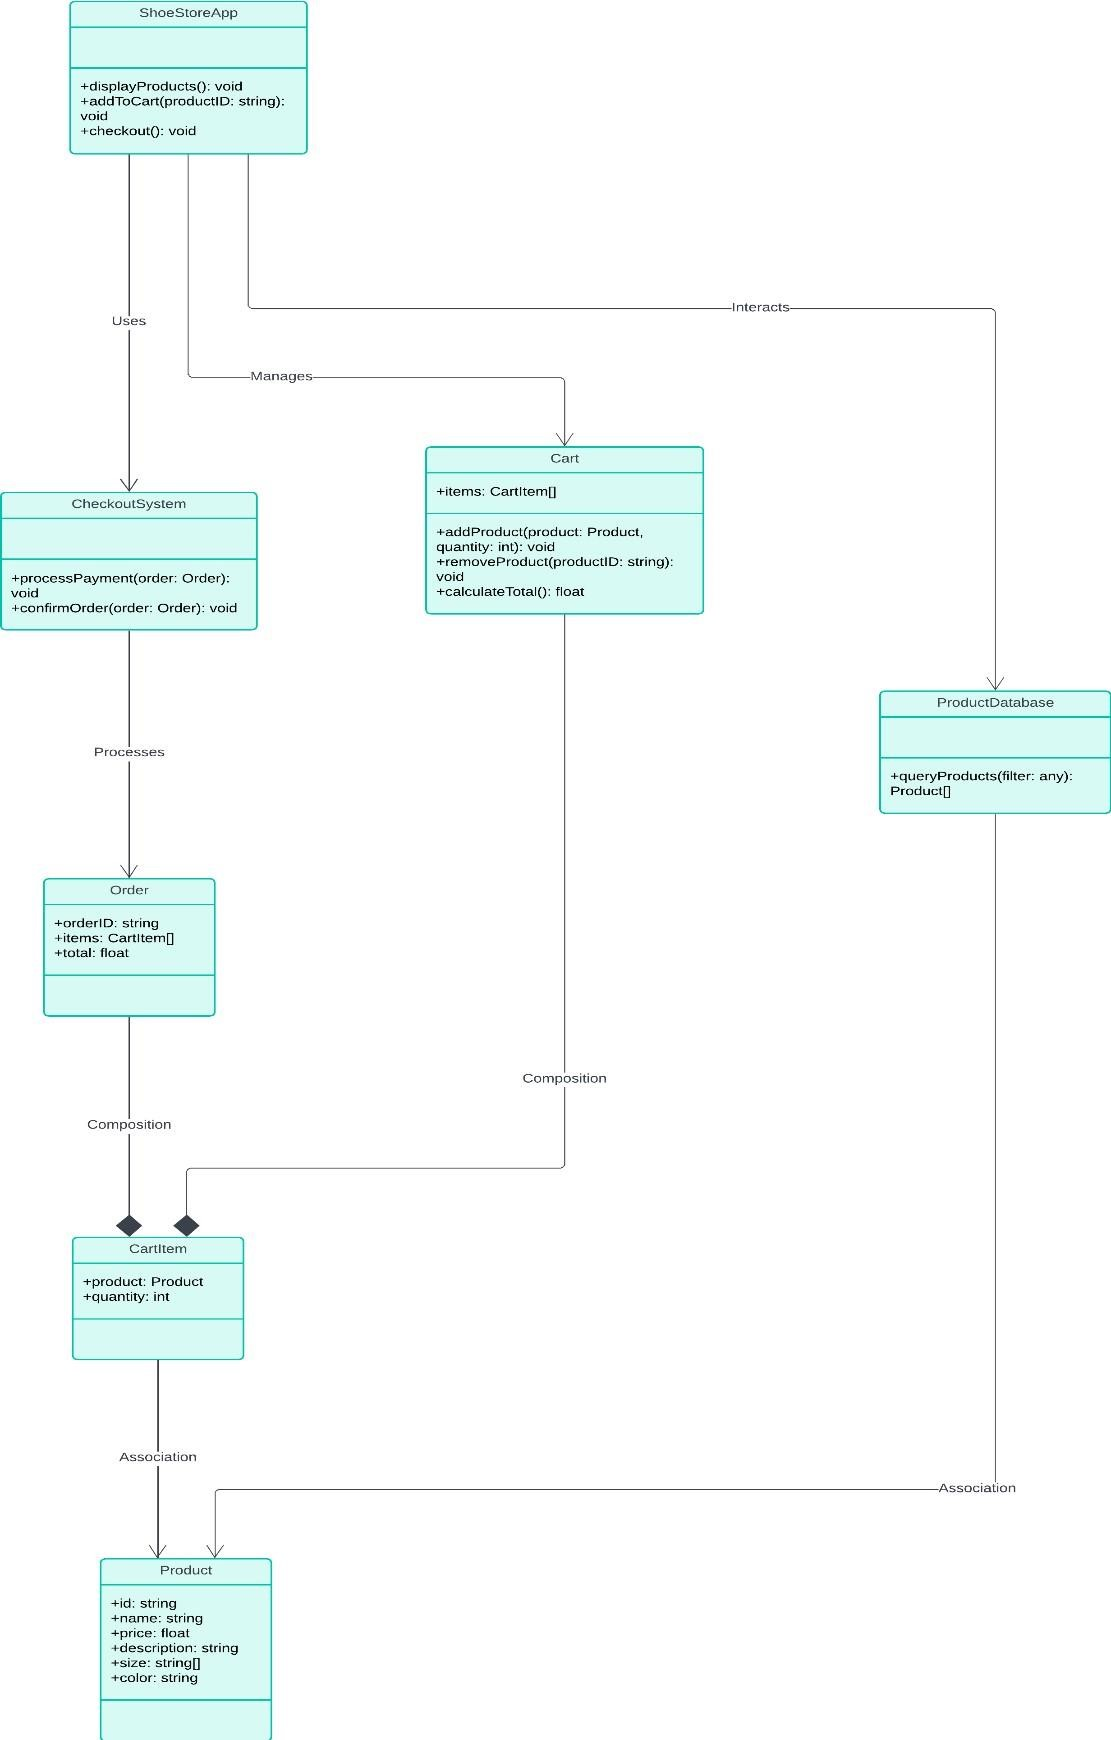 ShoeStoreApp
+displayProducts(): void
+addToCart(productID: string):
void
+checkout(): void
Interacts
Uses
Manages
Cart
+items: CartItem[]
+addProduct(product: Product,
quantity: int): void
+removeProduct(productID: string):
void
+calculateTotal(): float
CheckoutSystem
+processPayment(order: Order):
void
+confirmOrder(order: Order): void
ProductDatabase
+queryProducts(filter: any):
Product[]
Processes
Order
+orderID: string
+items: CartItem[]
+total: float
Composition
Composition
CartItem
+product: Product
+quantity: int
Association
Association
Product
+id: string
+name: string
+price: float
+description: string
+size: string[]
+color: string